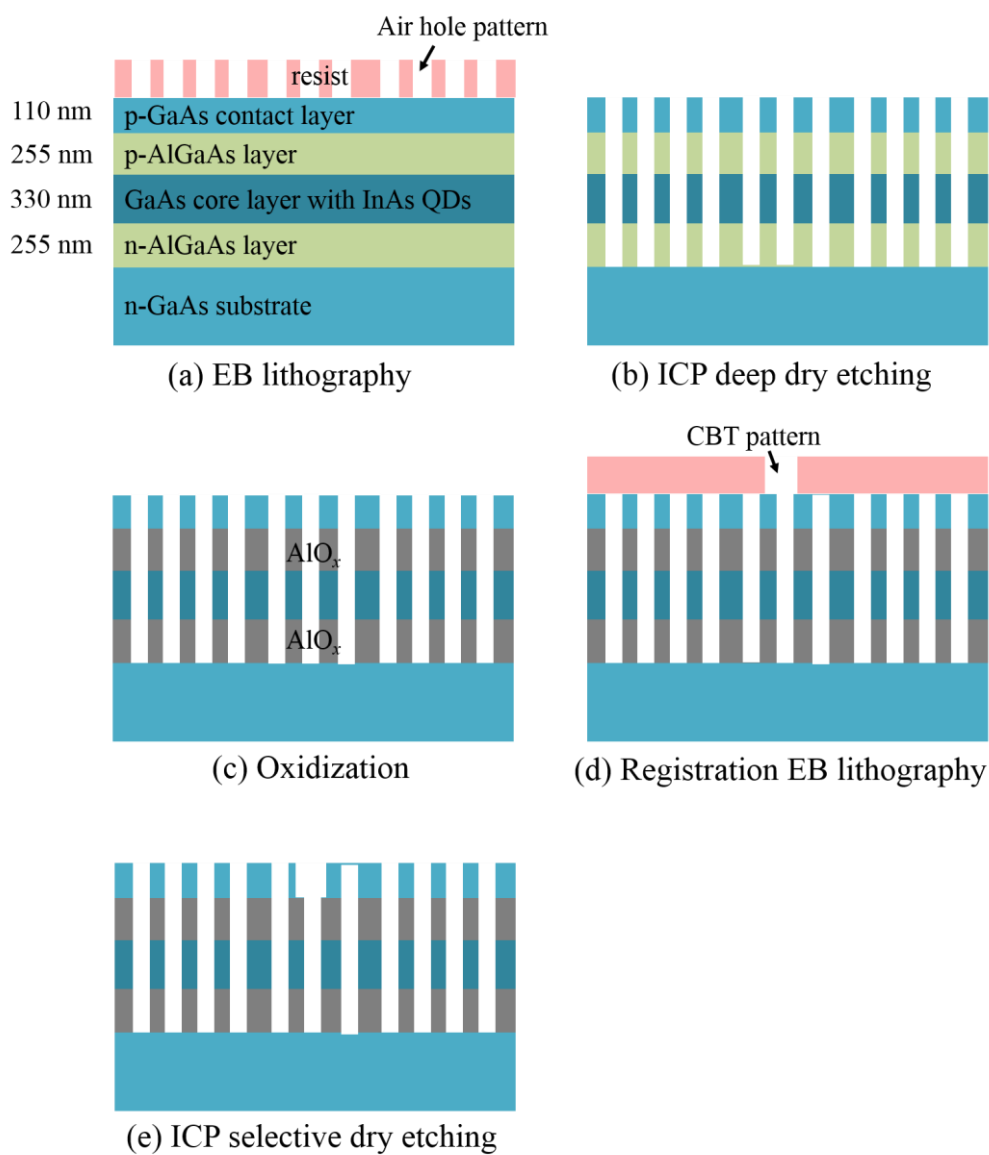 Air hole pattern
resist
110 nm p-GaAs contact layer
255 nm p-AlGaAs layer
330 nm GaAs core layer with InAs QDs
255 nm n-AlGaAs layer
n-GaAs substrate
(a) EB lithography
(b) ICP deep dry etching
CBT pattern
AlOx
AlOx
(c) Oxidization
(d) Registration EB lithography
(e) ICP selective dry etching